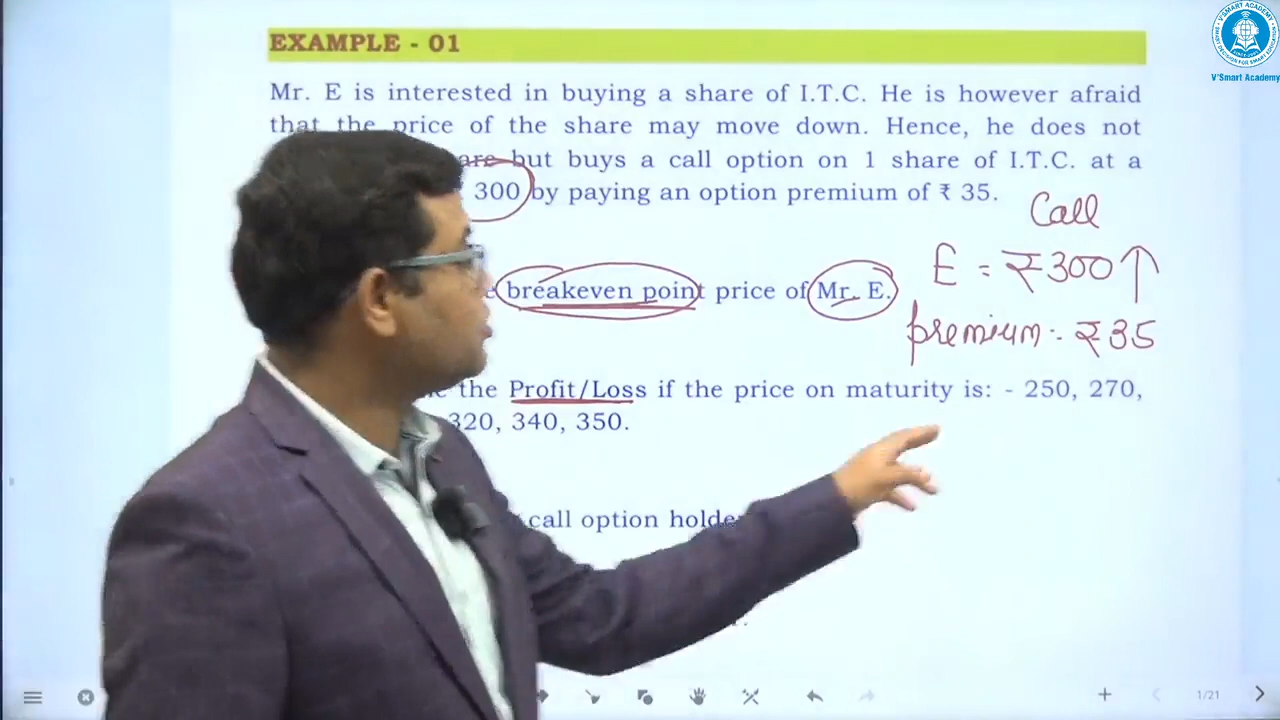 EXAMPLE - 01
V'SMART ACADEMY
V'Smart Academy
Mr. E is interested in buying a share of I.T.C. He is however afraid
that the price of the share may move down. Hence, he does not
but buys a call option on 1 share of I.T.C. at a
300 by paying an option premium of ₹ 35.
Call
E = ₹300 ↑
breakeven point price of Mr. E.
premium :- ₹35
the Profit/Loss if the price on maturity is: - 250, 270,
320, 340, 350.
call option
1/21